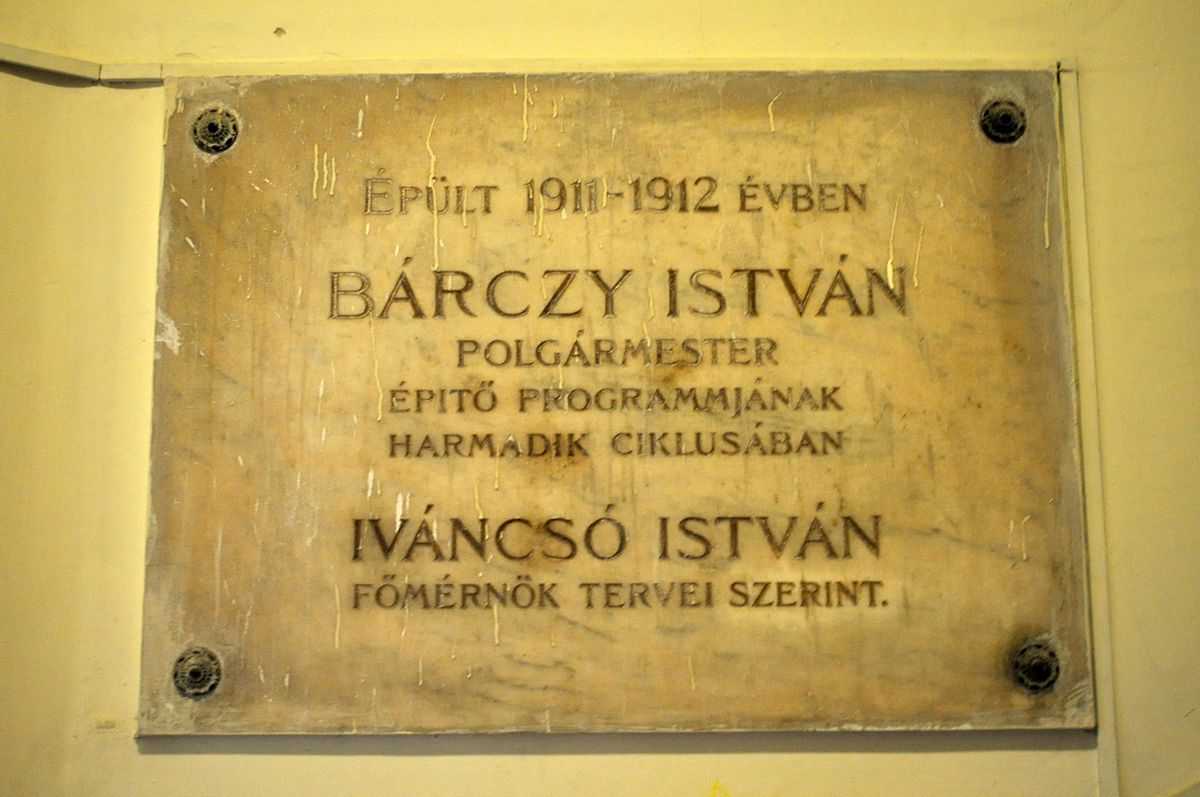 ÉPÜLT 1911-1912 ÉVBEN
BÁRCZY ISTVÁN
POLGÁRMESTER
ÉPITŐ PROGRAMMJÁNAK
HARMADIK CIKLUSÁBAN
IVÁNCSÓ ISTVÁN
FŐMÉRNÖK TERVEI SZERINT.